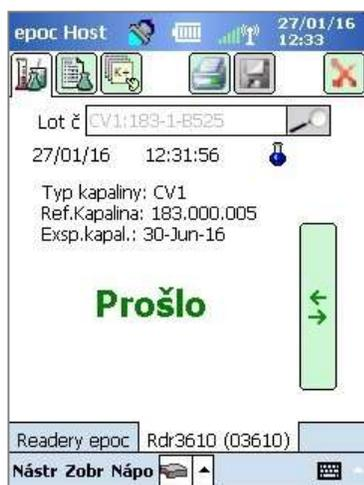 epoc Host 27/01/16 12:33
K+
Lot č CV1:183-1-B525
27/01/16 12:31:56
Typ kapaliny: CV1
Ref.Kapalina: 183.000.005
Exsp.kapal.: 30-Jun-16
Prošlo
Readery epoc Rdr3610 (03610)
Nástr Zobr Nápo